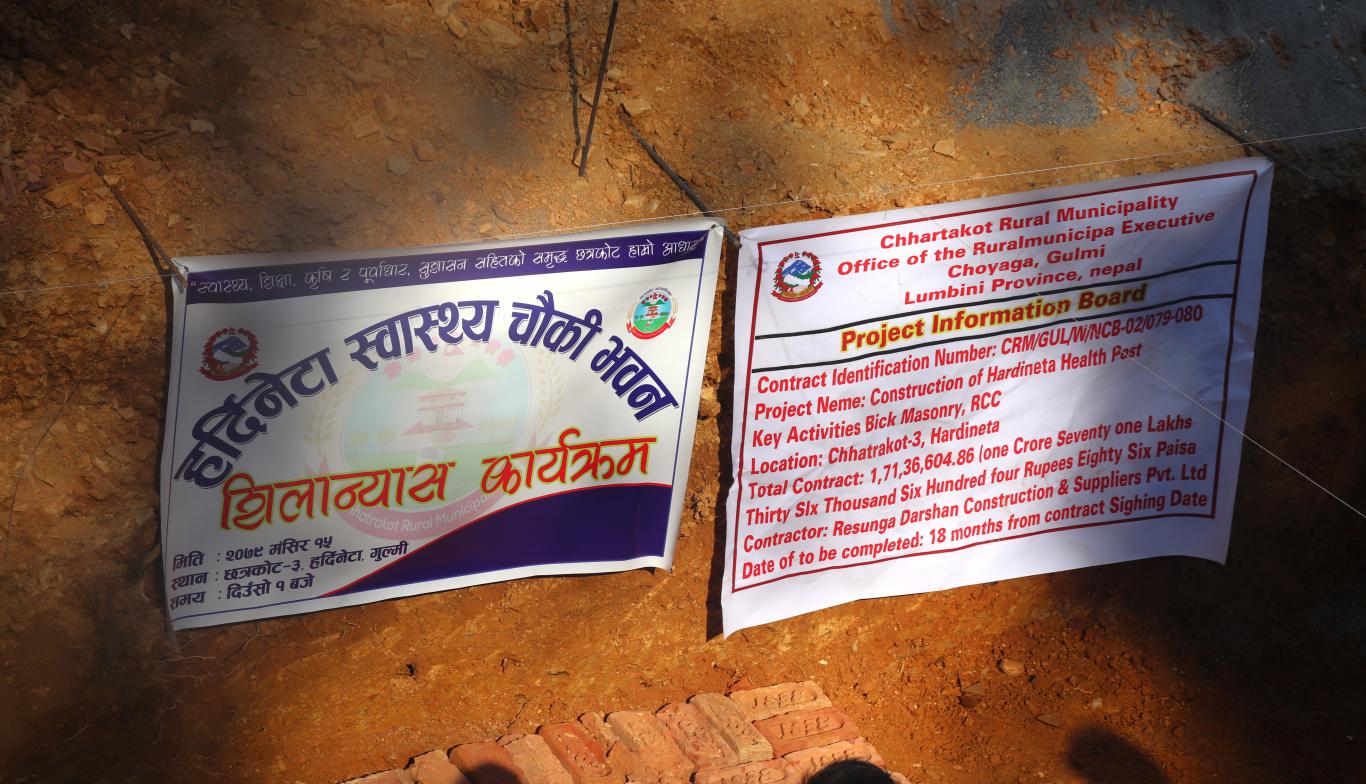 "स्वास्थ्य, शिक्षा, कृषि र पूर्वाधार, सुशासन सहितको समृद्ध छत्रकोट हाम्रो आधार
हर्दिनेटा स्वास्थ्य चौकी भवन
शिलान्यास कार्यक्रम
मिति : २०७९ मंसिर १५
स्थान : छत्रकोट-३, हर्दिनेटा, गुल्मी
समय : दिउँसो १ बजे
Chhartakot Rural Municipality
Office of the Ruralmunicipa Executive
Choyaga, Gulmi
Lumbini Province, nepal
Project Information Board
Contract Identification Number: CRM/GUL/W/NCB-02/079-080
Project Neme: Construction of Hardineta Health Post
Key Activities Bick Masonry, RCC
Location: Chhatrakot-3, Hardineta
Total Contract: 1,71,36,604.86 (one Crore Seventy one Lakhs
Thirty SIx Thousand Six Hundred four Rupees Eighty Six Paisa
Contractor: Resunga Darshan Construction & Suppliers Pvt. Ltd
Date of to be completed: 18 months from contract Sighing Date